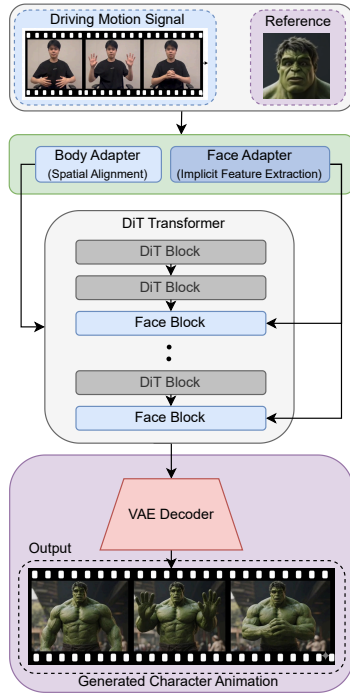 Driving Motion Signal
Reference
Body Adapter
(Spatial Alignment)
Face Adapter
(Implicit Feature Extraction)
DiT Transformer
DiT Block
DiT Block
Face Block
DiT Block
Face Block
VAE Decoder
Output
Generated Character Animation